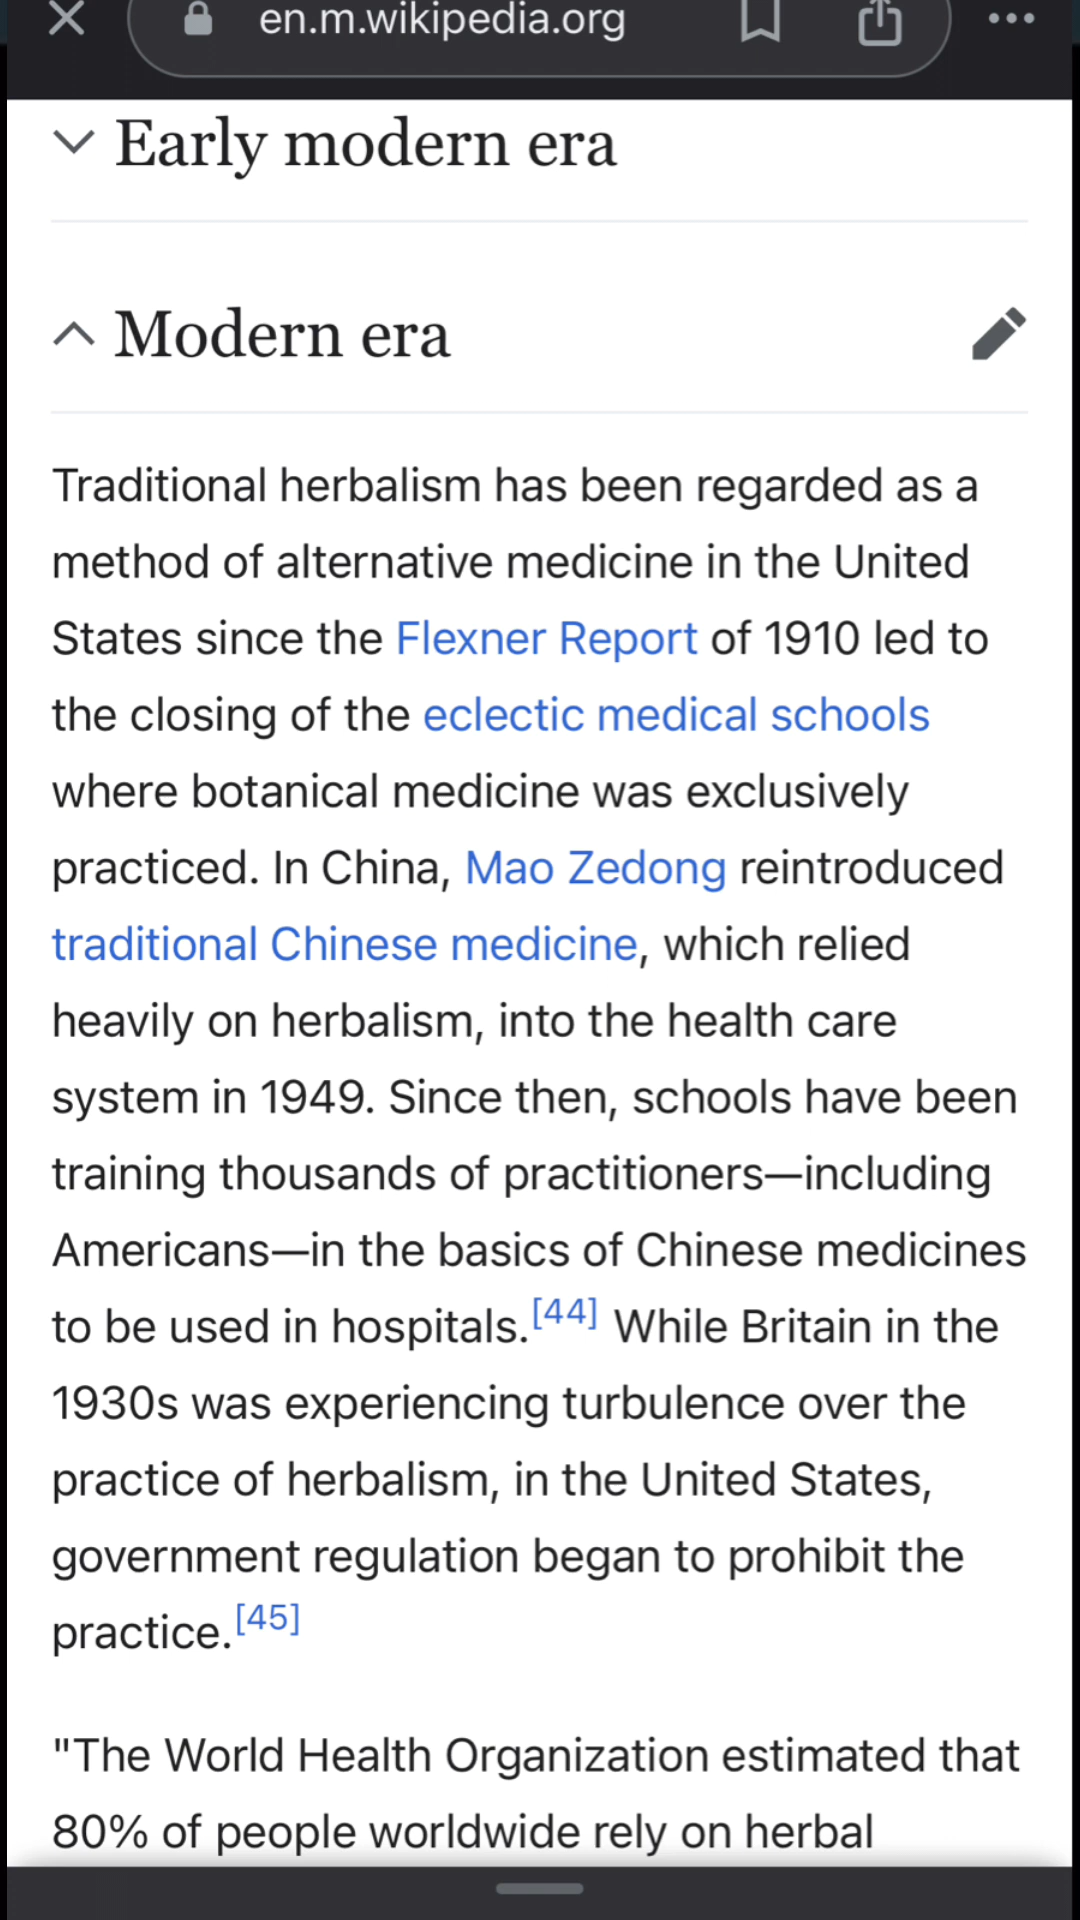 en.m.wikipedia.org
Early modern era
Modern era
Traditional herbalism has been regarded as a
method of alternative medicine in the United
States since the Flexner Report of 1910 led to
the closing of the eclectic medical schools
where botanical medicine was exclusively
practiced. In China, Mao Zedong reintroduced
traditional Chinese medicine, which relied
heavily on herbalism, into the health care
system in 1949. Since then, schools have been
training thousands of practitioners—including
Americans—in the basics of Chinese medicines
to be used in hospitals.[44] While Britain in the
1930s was experiencing turbulence over the
practice of herbalism, in the United States,
government regulation began to prohibit the
practice.[45]
"The World Health Organization estimated that
80% of people worldwide rely on herbal